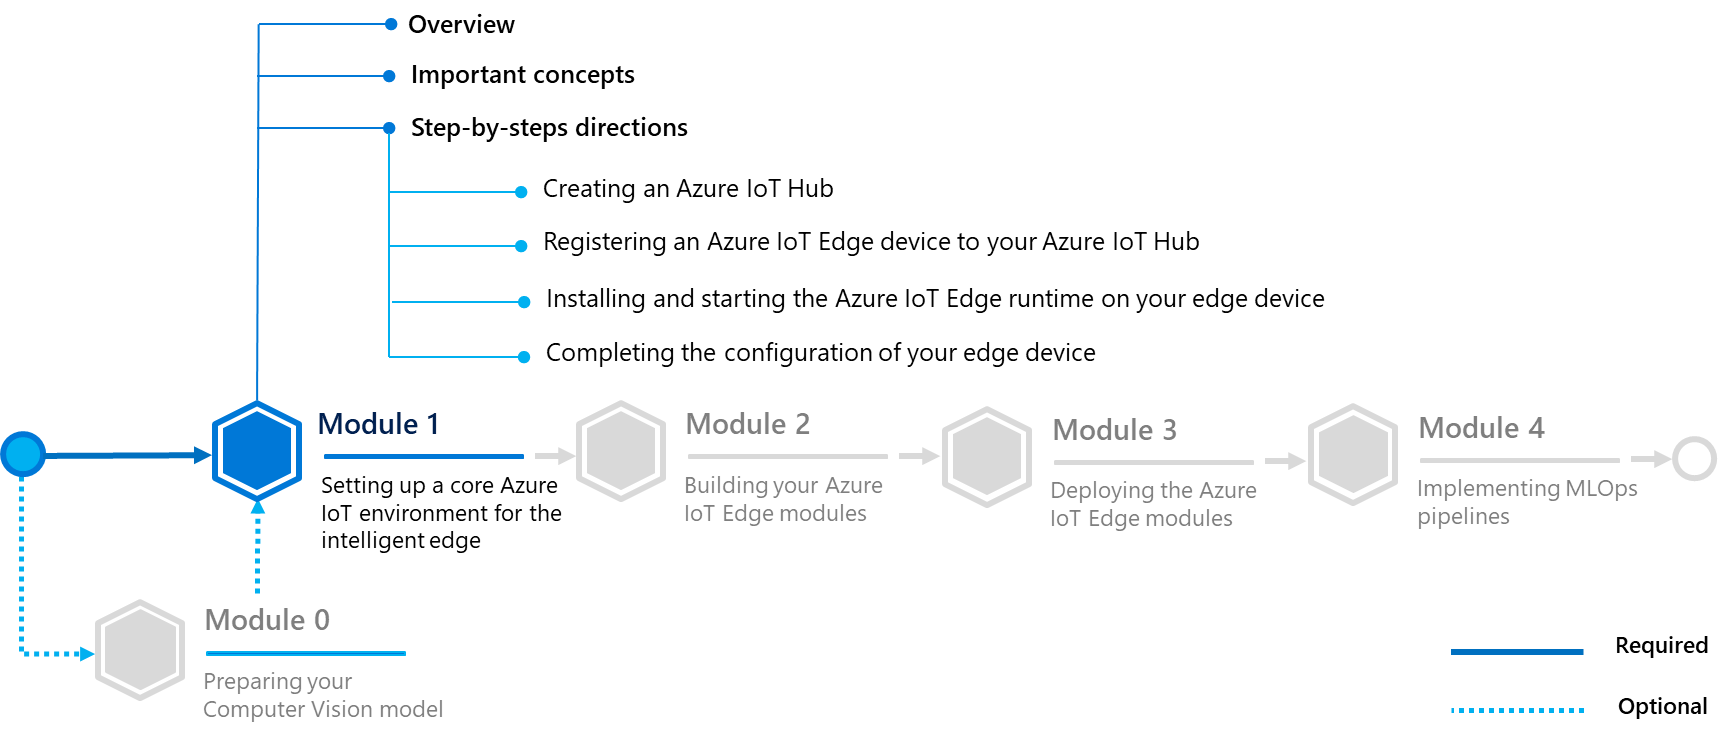 Overview
Important concepts
Step-by-steps directions
Creating an Azure IoT Hub
Registering an Azure IoT Edge device to your Azure IoT Hub
Installing and starting the Azure IoT Edge runtime on your edge device
Completing the configuration of your edge device
Module 1
Setting up a core Azure
IoT environment for the
intelligent edge
Module 2
Building your Azure
IoT Edge modules
Module 3
Deploying the Azure
IoT Edge modules
Module 4
Implementing MLOps
pipelines
Module 0
Preparing your
Computer Vision model
Required
Optional